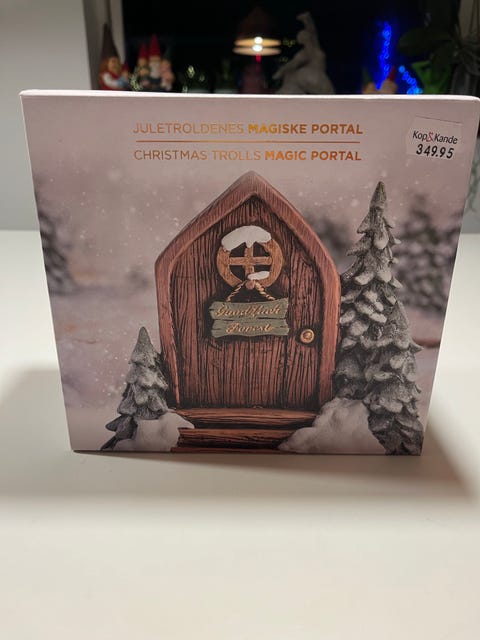 JULETROLDENES MAGISKE PORTAL
CHRISTMAS TROLLS MAGIC PORTAL
Kop&Kande
349.95
Forest